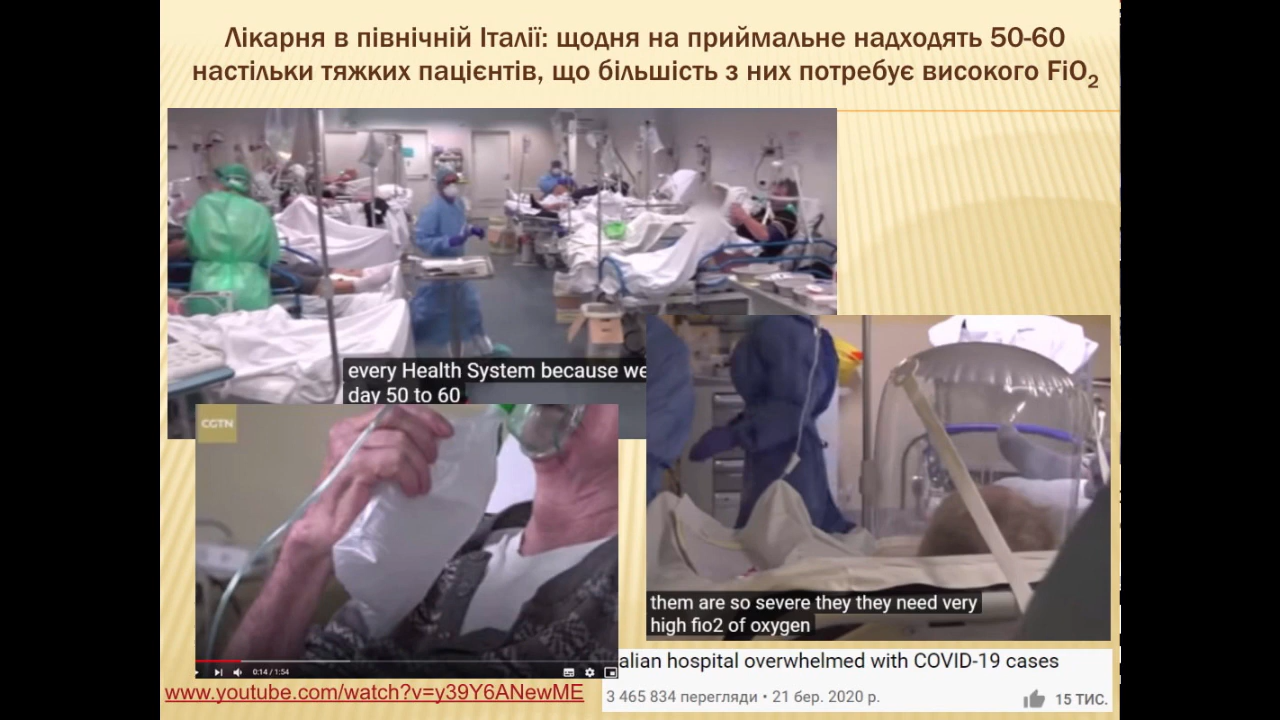 Лікарня в північній Італії: щодня на приймальне надходять 50-60
настільки тяжких пацієнтів, що більшість з них потребує високого FiO2
every Health System because we
day 50 to 60
CGTN
them are so severe they they need very
high fio2 of oxygen
0:14 / 1:54
alian hospital overwhelmed with COVID-19 cases
3 465 834 перегляди • 21 бер. 2020 р.
15 ТИС.
www.youtube.com/watch?v=y39Y6ANewME